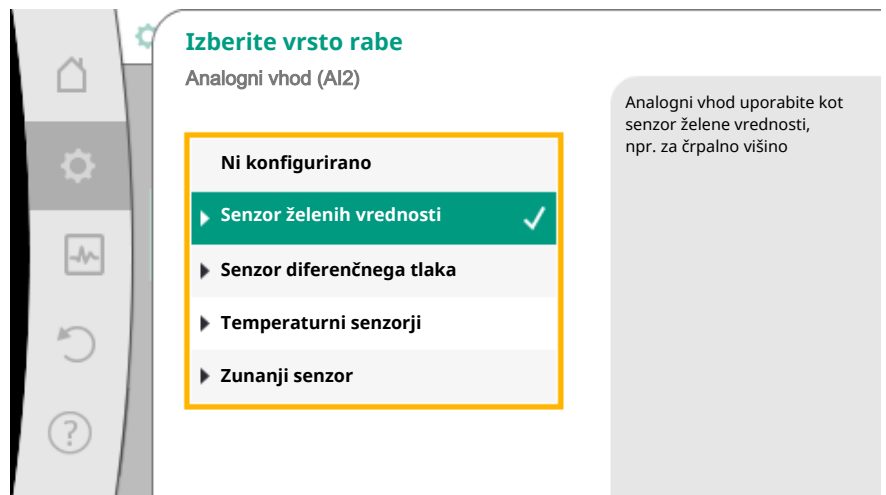 Izberite vrsto rabe
Analogni vhod (AI2)
Ni konfigurirano
Senzor želenih vrednosti
Senzor diferenčnega tlaka
Temperaturni senzorji
Zunanji senzor
Analogni vhod uporabite kot
senzor želene vrednosti,
npr. za črpalno višino